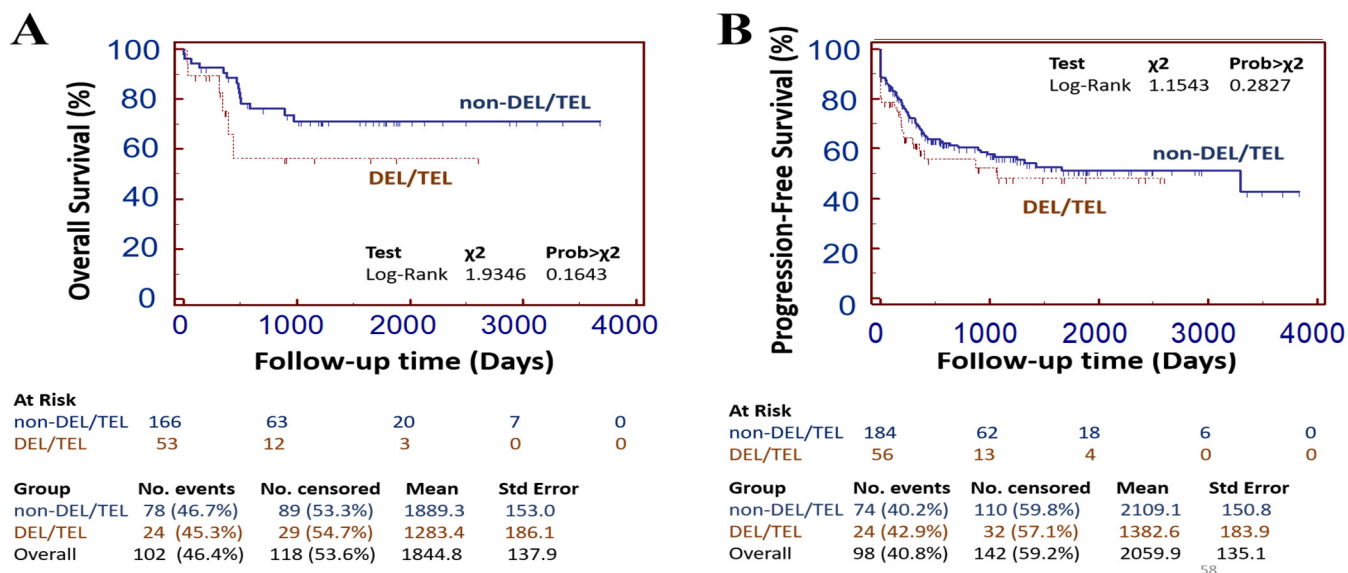 A
Overall Survival (%)
100
80
60
40
20
0
non-DEL/TEL
DEL/TEL
Test χ2 Prob>χ2
Log-Rank 1.9346 0.1643
0 1000 2000 3000 4000
Follow-up time (Days)
At Risk
non-DEL/TEL 166 63 20 7 0
DEL/TEL 53 12 3 0 0
Group No. events No. censored Mean Std Error
non-DEL/TEL 78 (46.7%) 89 (53.3%) 1889.3 153.0
DEL/TEL 24 (45.3%) 29 (54.7%) 1283.4 186.1
Overall 102 (46.4%) 118 (53.6%) 1844.8 137.9
B
Progression-Free Survival (%)
100
80
60
40
20
0
Test χ2 Prob>χ2
Log-Rank 1.1543 0.2827
non-DEL/TEL
DEL/TEL
0 1000 2000 3000 4000
Follow-up time (Days)
At Risk
non-DEL/TEL 184 62 18 6 0
DEL/TEL 56 13 4 0 0
Group No. events No. censored Mean Std Error
non-DEL/TEL 74 (40.2%) 110 (59.8%) 2109.1 150.8
DEL/TEL 24 (42.9%) 32 (57.1%) 1382.6 183.9
Overall 98 (40.8%) 142 (59.2%) 2059.9 135.1
58